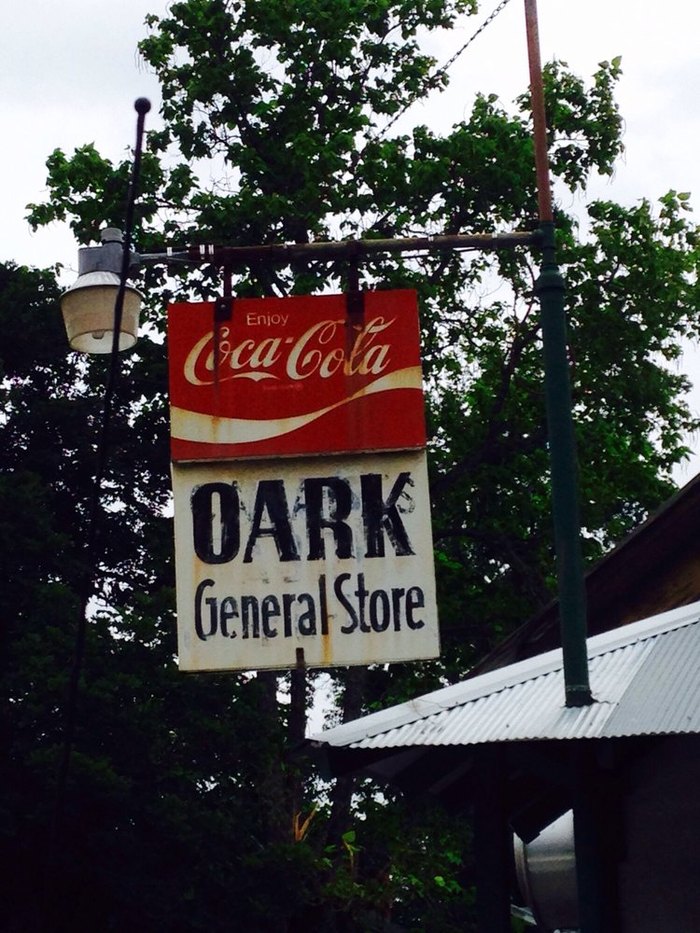 Enjoy
Coca-Cola
OARK
General Store